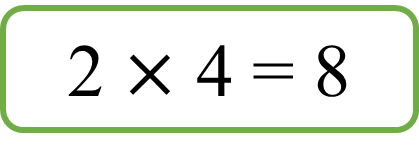 2 × 4 = 8